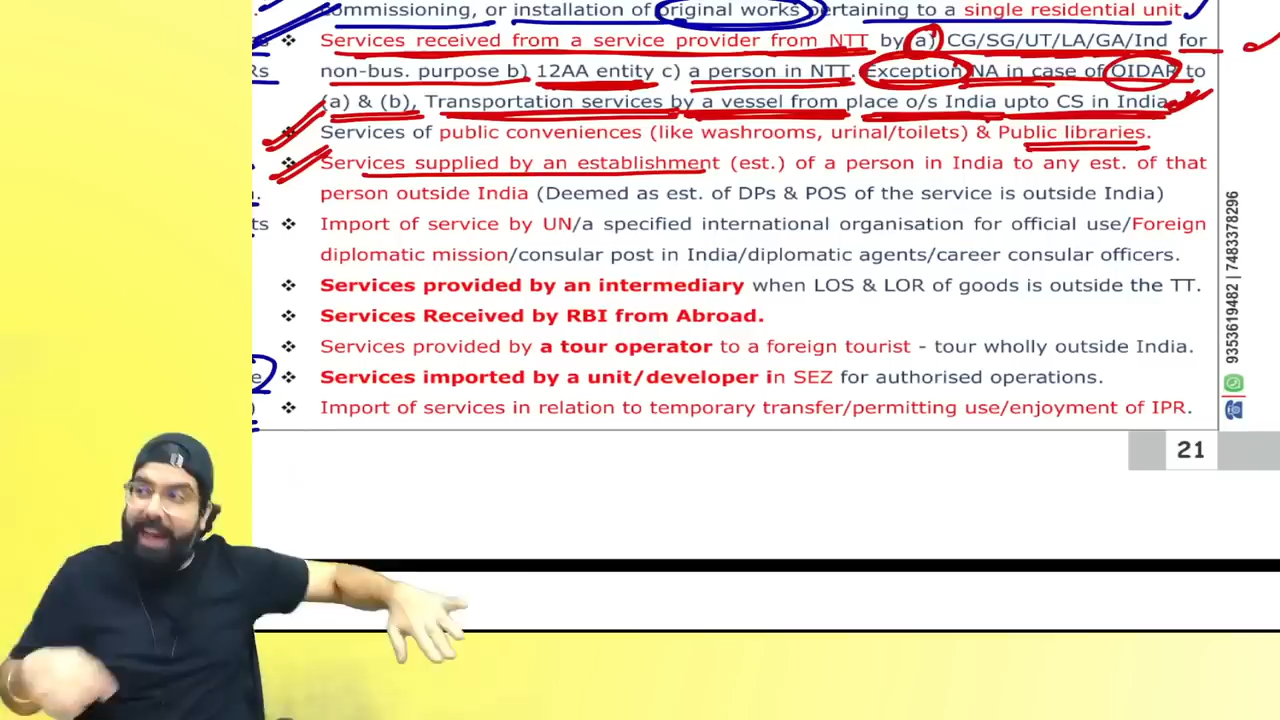 commissioning, or installation of original works pertaining to a single residential unit.
❖ Services received from a service provider from NTT by (a) CG/SG/UT/LA/GA/Ind for
Rs
non-bus. purpose b) 12AA entity c) a person in NTT. Exception NA in case of OIDAR to
(a) & (b), Transportation services by a vessel from place o/s India upto CS in India.
❖ Services of public conveniences (like washrooms, urinal/toilets) & Public libraries.
❖ Services supplied by an establishment (est.) of a person in India to any est. of that
person outside India (Deemed as est. of DPs & POS of the service is outside India)
ts
❖ Import of service by UN/a specified international organisation for official use/Foreign
diplomatic mission/consular post in India/diplomatic agents/career consular officers.
❖ Services provided by an intermediary when LOS & LOR of goods is outside the TT.
❖ Services Received by RBI from Abroad.
❖ Services provided by a tour operator to a foreign tourist - tour wholly outside India.
e
❖ Services imported by a unit/developer in SEZ for authorised operations.
)
❖ Import of services in relation to temporary transfer/permitting use/enjoyment of IPR.
21
9353619482 | 7483378296